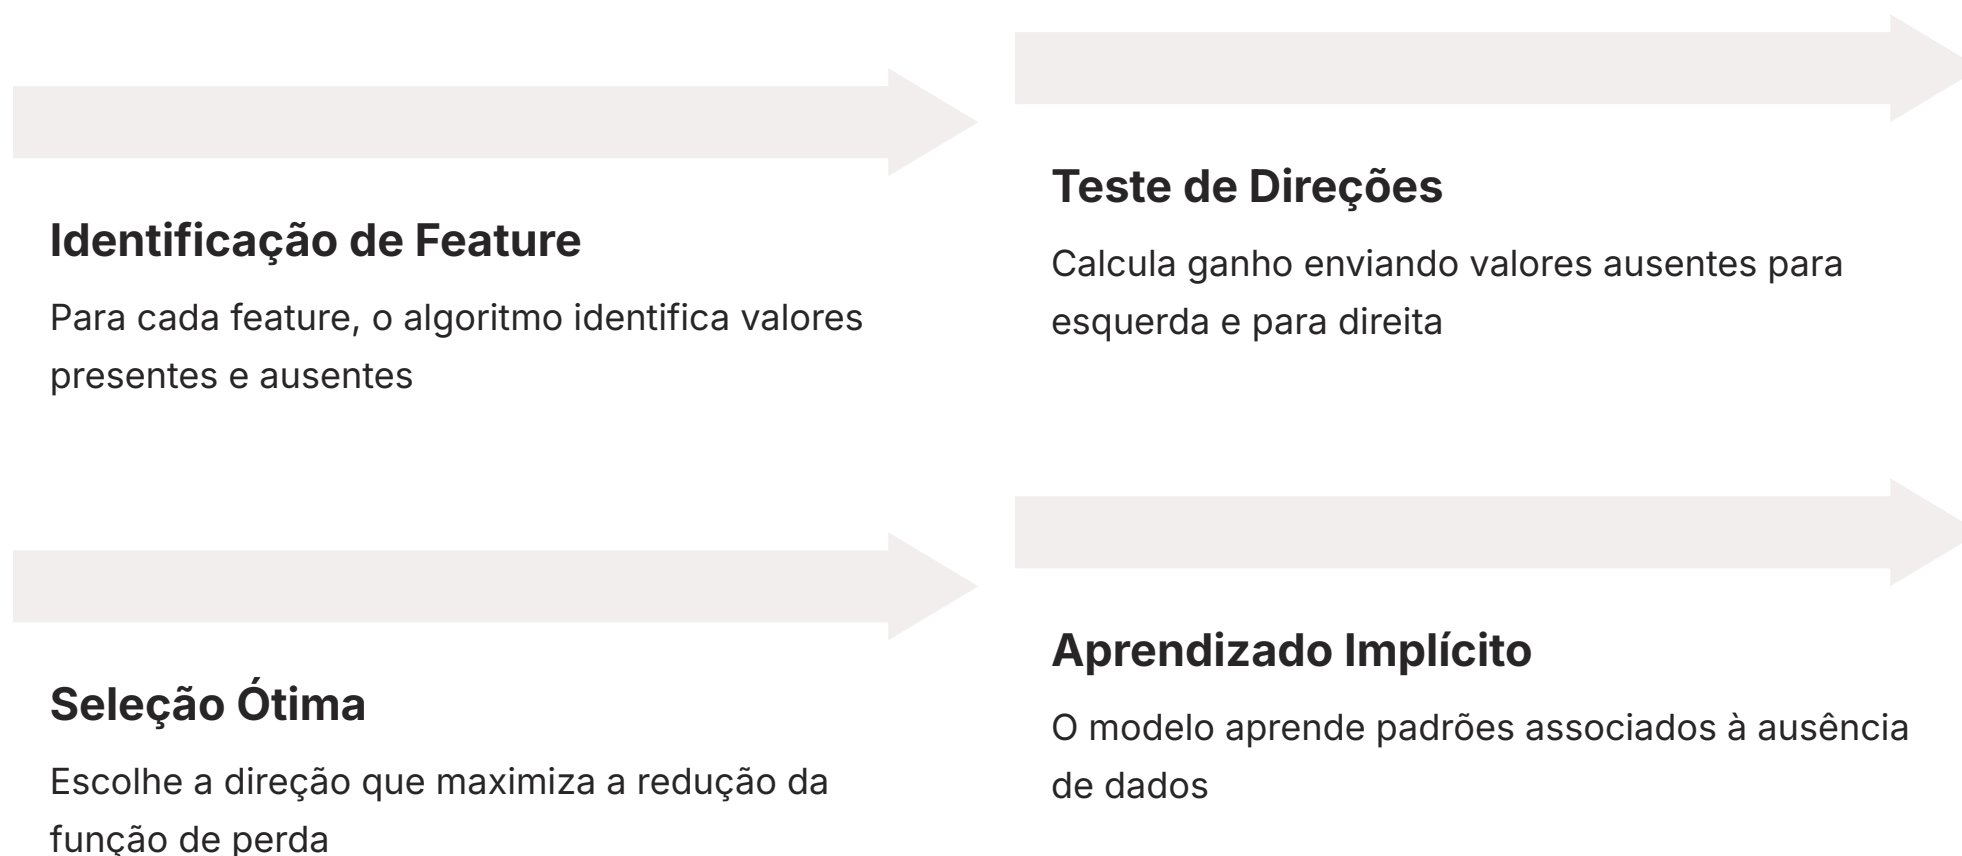 Identificação de Feature
Para cada feature, o algoritmo identifica valores
presentes e ausentes
Teste de Direções
Calcula ganho enviando valores ausentes para
esquerda e para direita
Seleção Ótima
Escolhe a direção que maximiza a redução da
função de perda
Aprendizado Implícito
O modelo aprende padrões associados à ausência
de dados